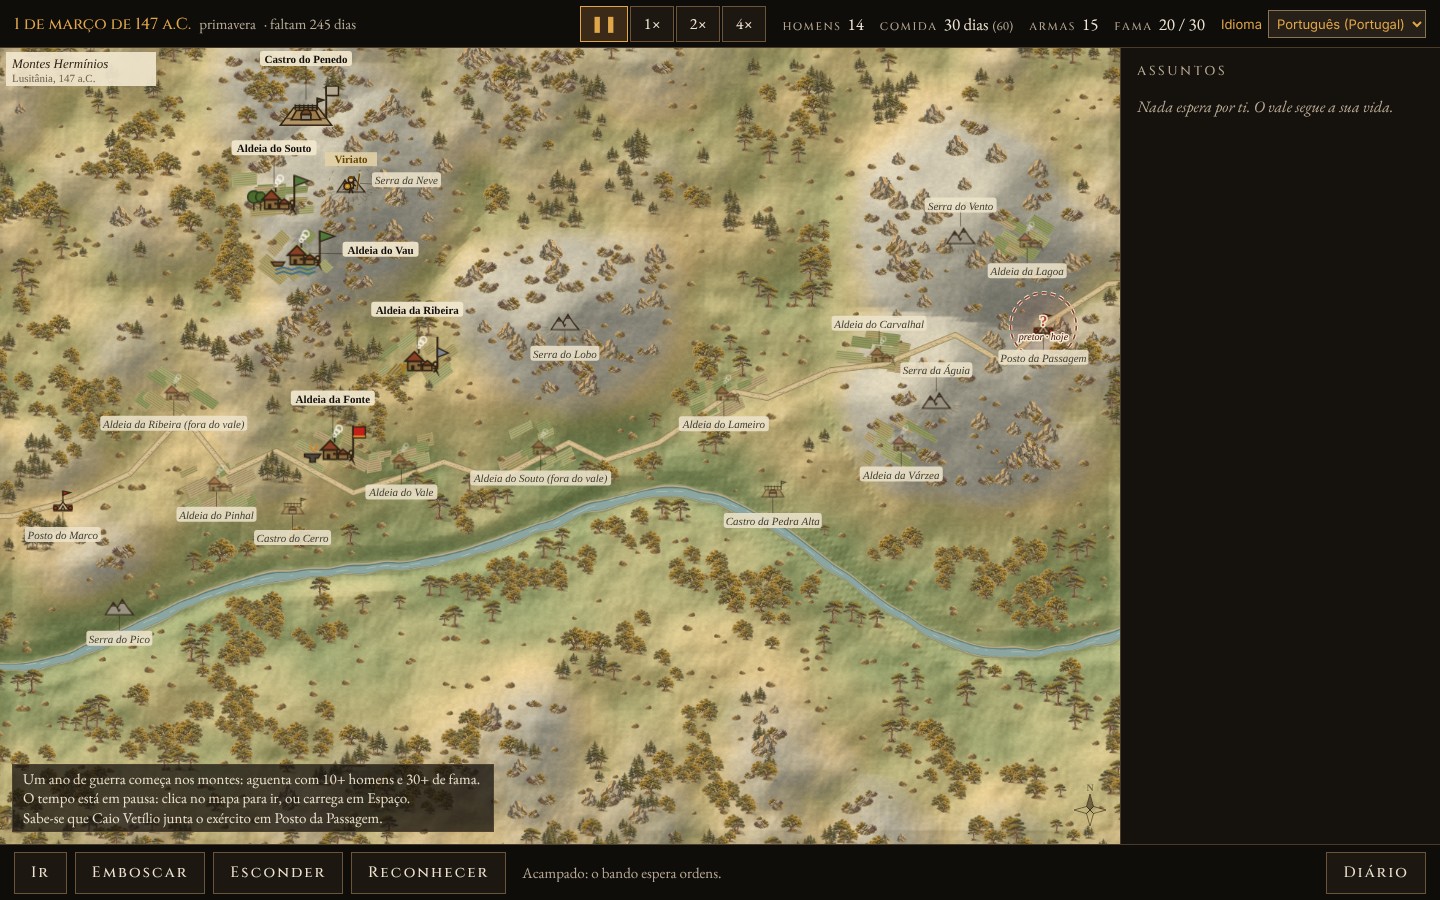 1 DE MARÇO DE 147 A.C. primavera · faltam 245 dias
1× 2× 4×
HOMENS 14 COMIDA 30 dias (60) ARMAS 15 FAMA 20 / 30 Idioma Português (Portugal)
Montes Hermínios
Lusitânia, 147 a.C.
ASSUNTOS
Nada espera por ti. O vale segue a sua vida.
Castro do Penedo
Aldeia do Souto
Viriato
Serra da Neve
Serra do Vento
Aldeia do Vau
Aldeia da Lagoa
Aldeia da Ribeira
Aldeia do Carvalhal
?
pretor · hoje
Posto da Passagem
Serra do Lobo
Serra da Águia
Aldeia da Fonte
Aldeia da Ribeira (fora do vale)
Aldeia do Lameiro
Aldeia do Souto (fora do vale)
Aldeia da Várzea
Aldeia do Vale
Aldeia do Pinhal
Castro da Pedra Alta
Posto do Marco
Castro do Cerro
Serra do Pico
Um ano de guerra começa nos montes: aguenta com 10+ homens e 30+ de fama.
O tempo está em pausa: clica no mapa para ir, ou carrega em Espaço.
Sabe-se que Caio Vetílio junta o exército em Posto da Passagem.
N
IR EMBOSCAR ESCONDER RECONHECER Acampado: o bando espera ordens. DIÁRIO